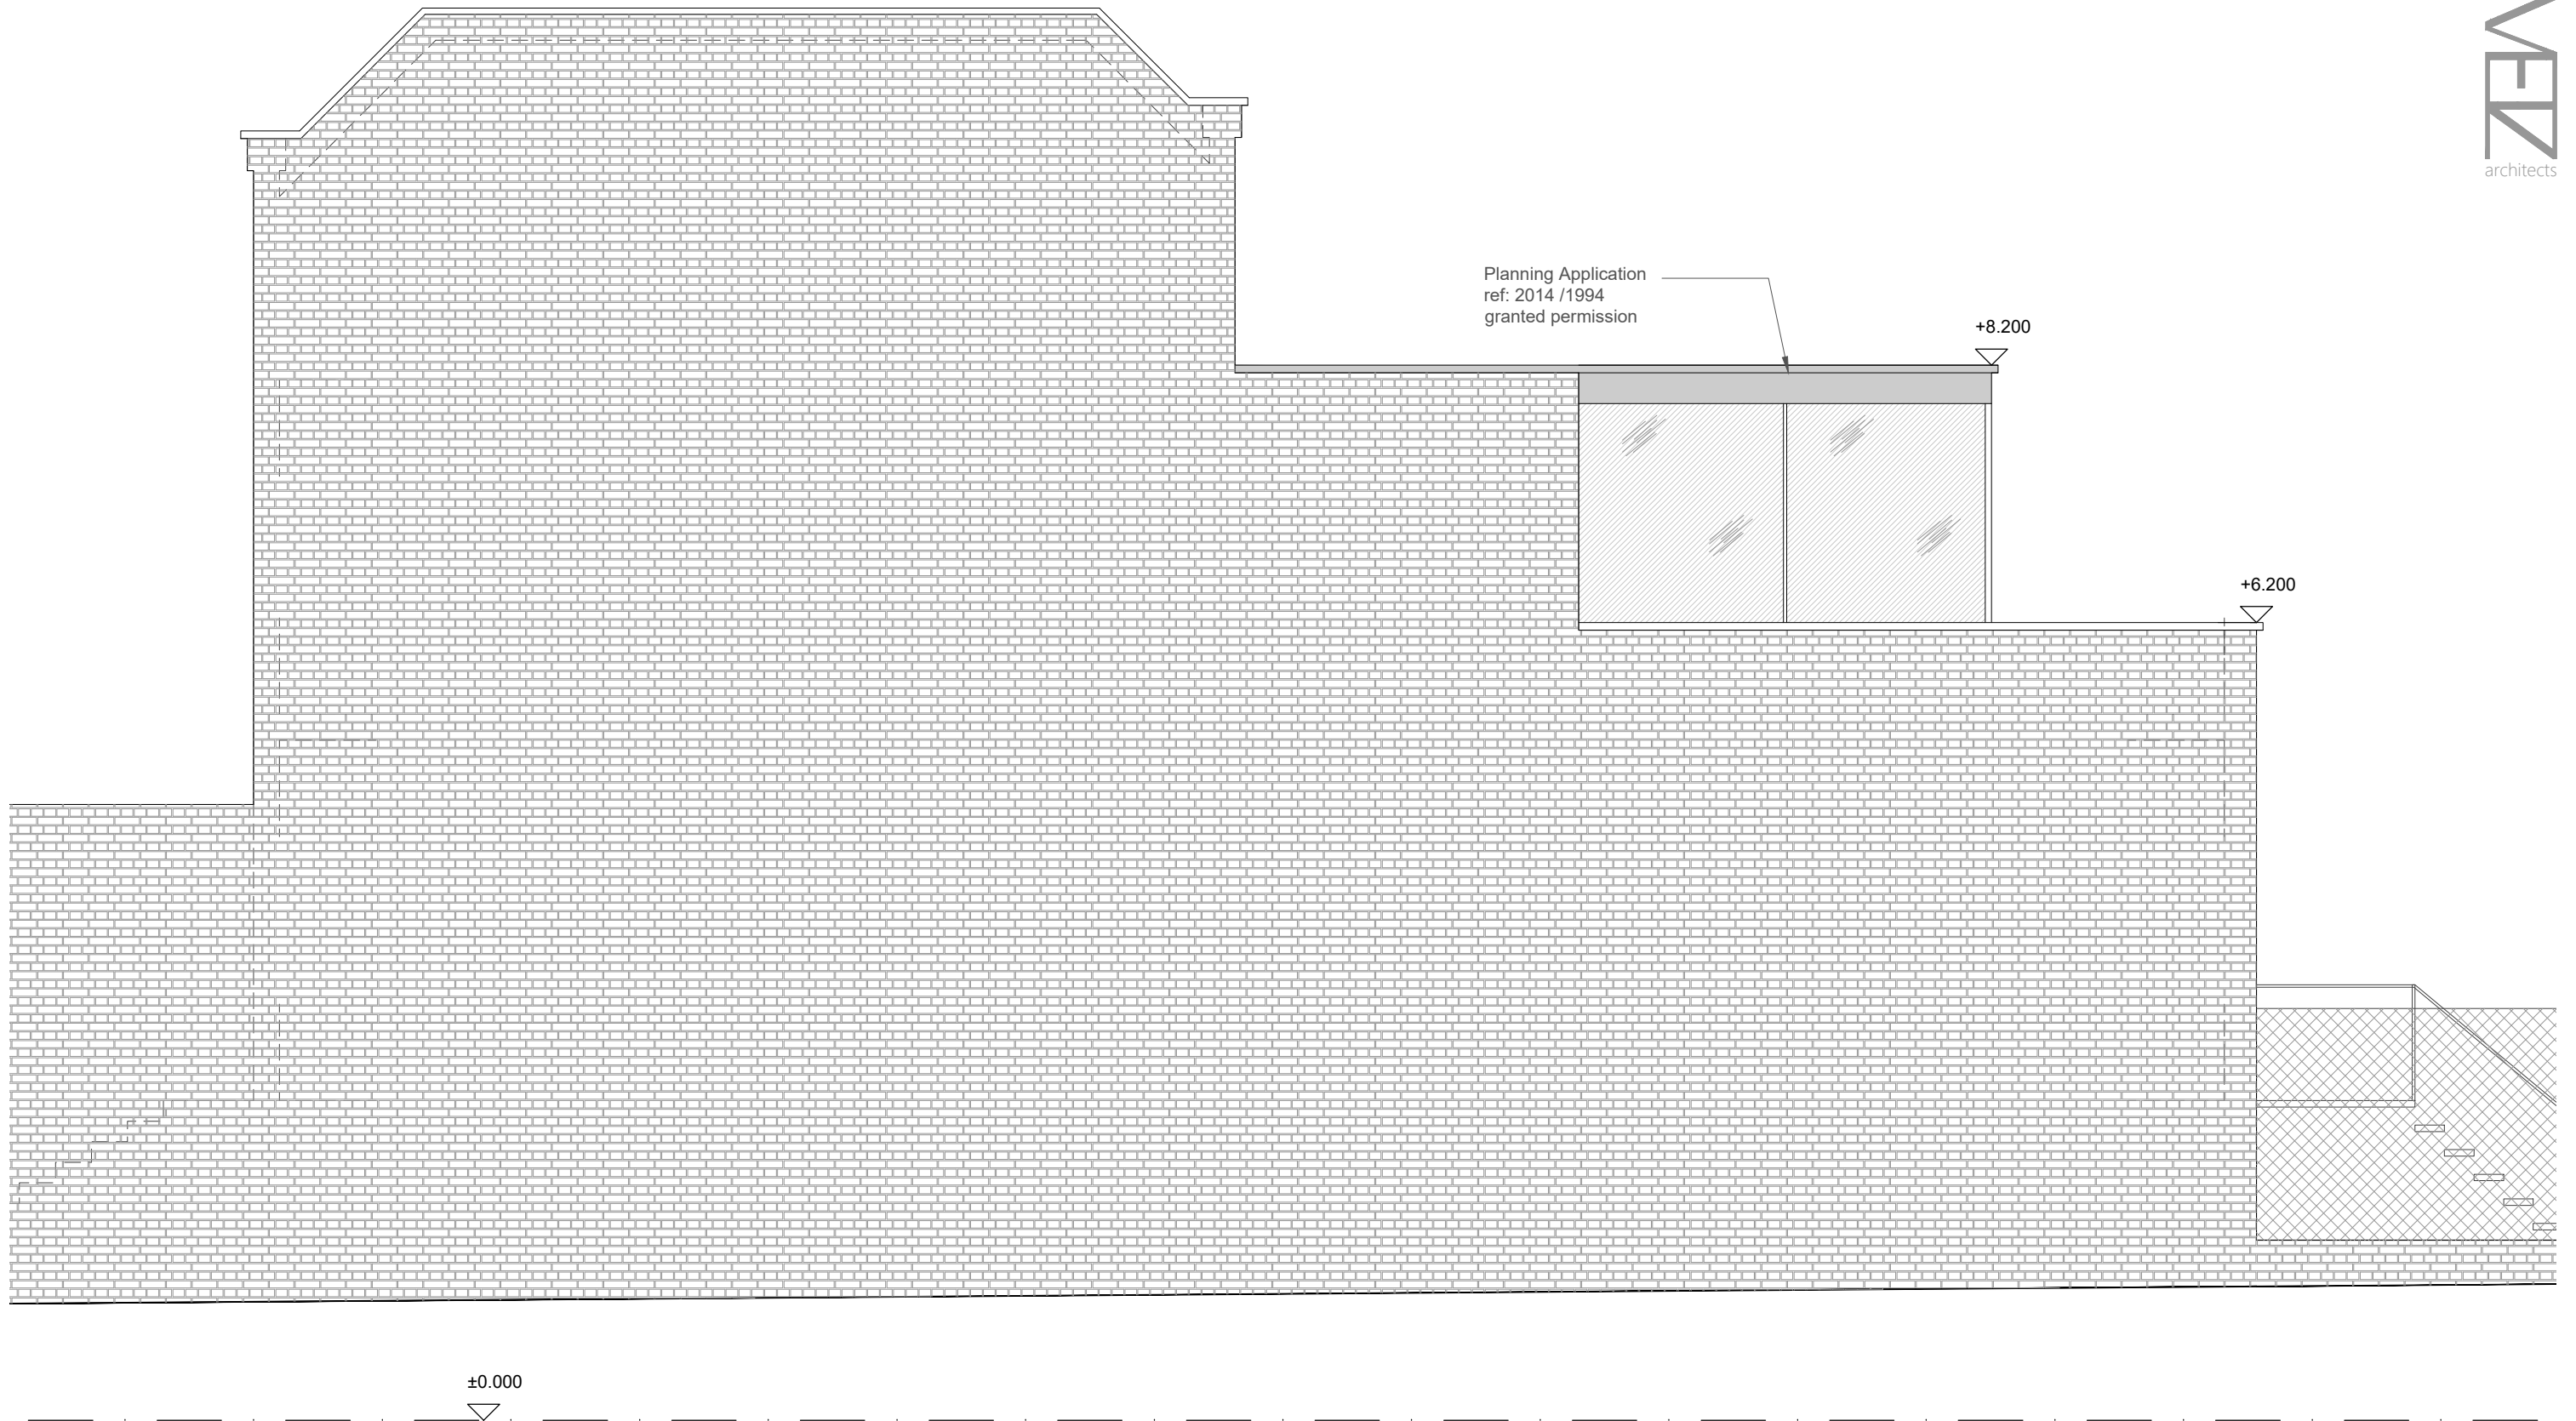 architects
Planning Application
ref: 2014 /1994
granted permission
+8.200
+6.200
±0.000